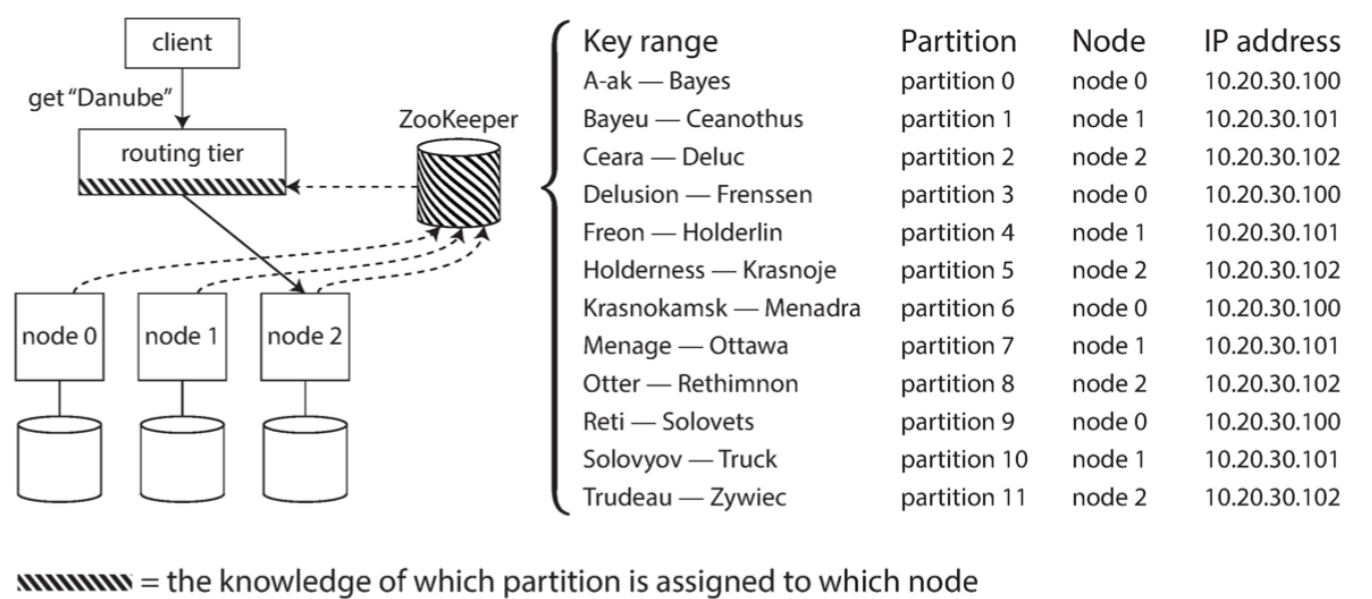 client
get “Danube”
routing tier
ZooKeeper
node 0 node 1 node 2
Key range Partition Node IP address
A-ak — Bayes partition 0 node 0 10.20.30.100
Bayeu — Ceanothus partition 1 node 1 10.20.30.101
Ceara — Deluc partition 2 node 2 10.20.30.102
Delusion — Frenssen partition 3 node 0 10.20.30.100
Freon — Holderlin partition 4 node 1 10.20.30.101
Holderness — Krasnoje partition 5 node 2 10.20.30.102
Krasnokamsk — Menadra partition 6 node 0 10.20.30.100
Menage — Ottawa partition 7 node 1 10.20.30.101
Otter — Rethimnon partition 8 node 2 10.20.30.102
Reti — Solovets partition 9 node 0 10.20.30.100
Solovyov — Truck partition 10 node 1 10.20.30.101
Trudeau — Zywiec partition 11 node 2 10.20.30.102
= the knowledge of which partition is assigned to which node